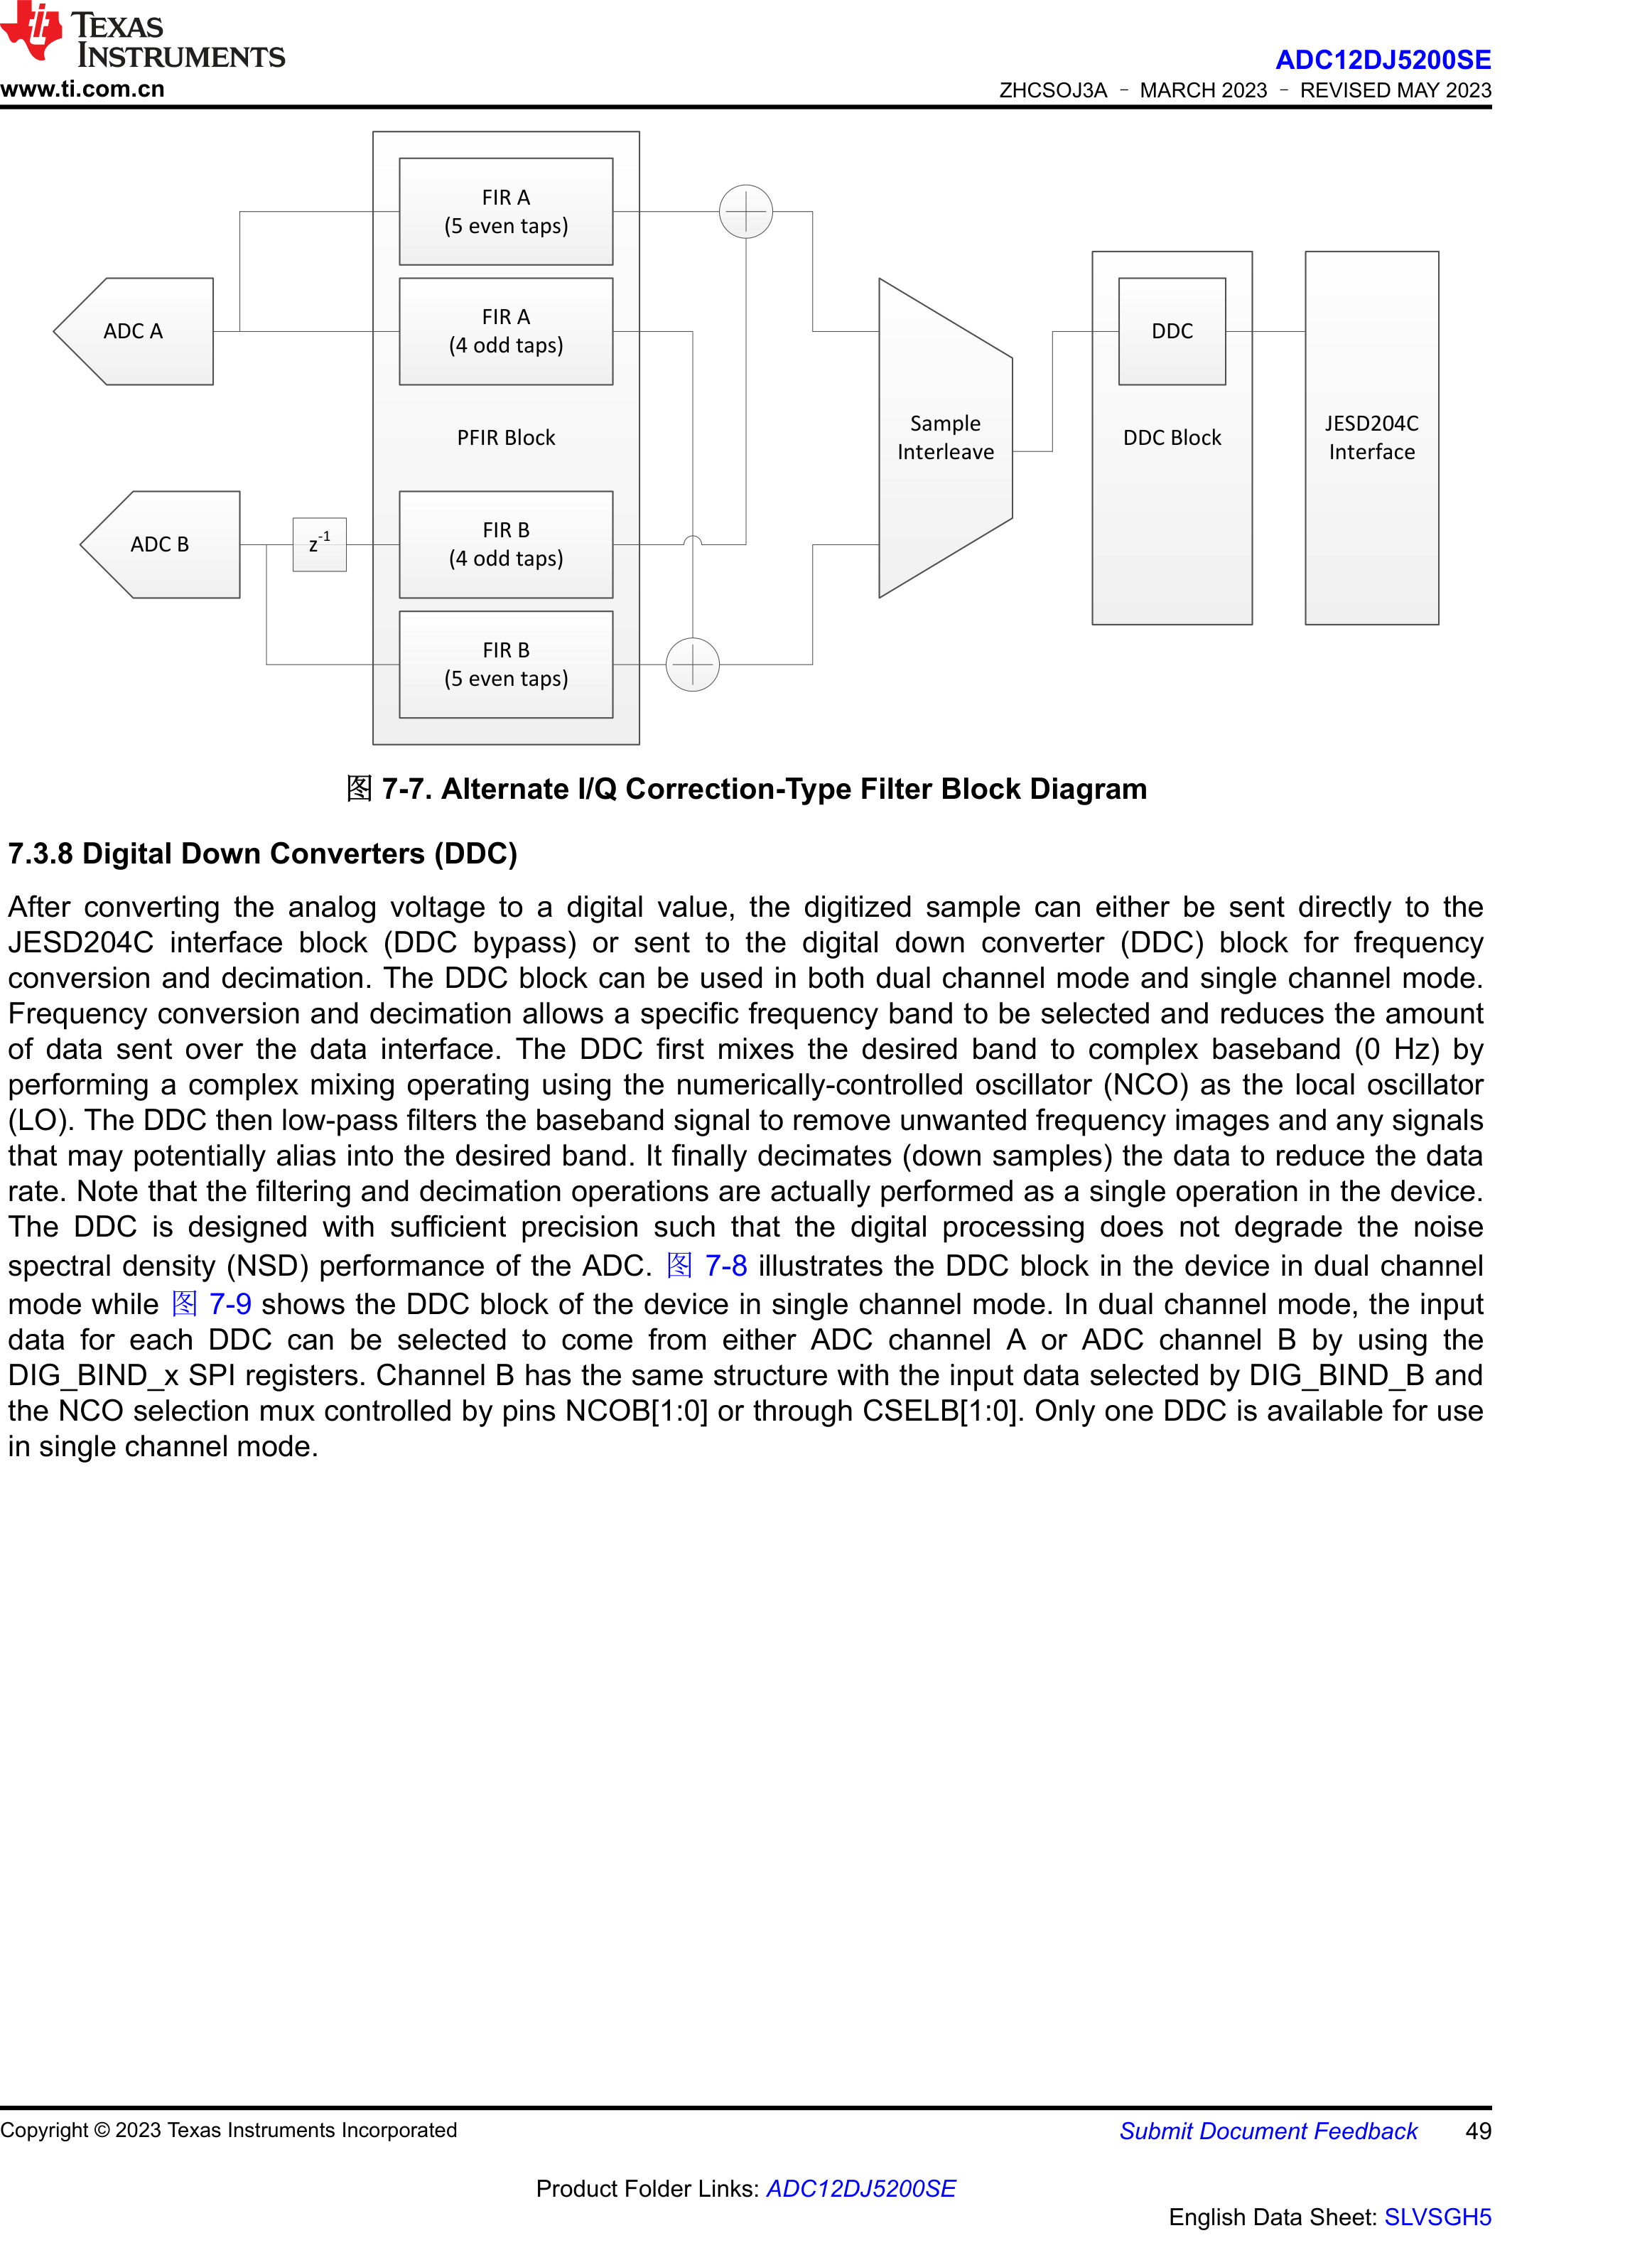 TEXAS
INSTRUMENTS
www.ti.com.cn
ADC12DJ5200SE
ZHCSOJ3A – MARCH 2023 – REVISED MAY 2023
FIR A
(5 even taps)
ADC A
FIR A
(4 odd taps)
DDC
PFIR Block
Sample
Interleave
DDC Block
JESD204C
Interface
ADC B
z-1
FIR B
(4 odd taps)
FIR B
(5 even taps)
图 7-7. Alternate I/Q Correction-Type Filter Block Diagram
7.3.8 Digital Down Converters (DDC)
After converting the analog voltage to a digital value, the digitized sample can either be sent directly to the
JESD204C interface block (DDC bypass) or sent to the digital down converter (DDC) block for frequency
conversion and decimation. The DDC block can be used in both dual channel mode and single channel mode.
Frequency conversion and decimation allows a specific frequency band to be selected and reduces the amount
of data sent over the data interface. The DDC first mixes the desired band to complex baseband (0 Hz) by
performing a complex mixing operating using the numerically-controlled oscillator (NCO) as the local oscillator
(LO). The DDC then low-pass filters the baseband signal to remove unwanted frequency images and any signals
that may potentially alias into the desired band. It finally decimates (down samples) the data to reduce the data
rate. Note that the filtering and decimation operations are actually performed as a single operation in the device.
The DDC is designed with sufficient precision such that the digital processing does not degrade the noise
spectral density (NSD) performance of the ADC. 图 7-8 illustrates the DDC block in the device in dual channel
mode while 图 7-9 shows the DDC block of the device in single channel mode. In dual channel mode, the input
data for each DDC can be selected to come from either ADC channel A or ADC channel B by using the
DIG_BIND_x SPI registers. Channel B has the same structure with the input data selected by DIG_BIND_B and
the NCO selection mux controlled by pins NCOB[1:0] or through CSELB[1:0]. Only one DDC is available for use
in single channel mode.
Copyright © 2023 Texas Instruments Incorporated
Submit Document Feedback 49
Product Folder Links: ADC12DJ5200SE
English Data Sheet: SLVSGH5